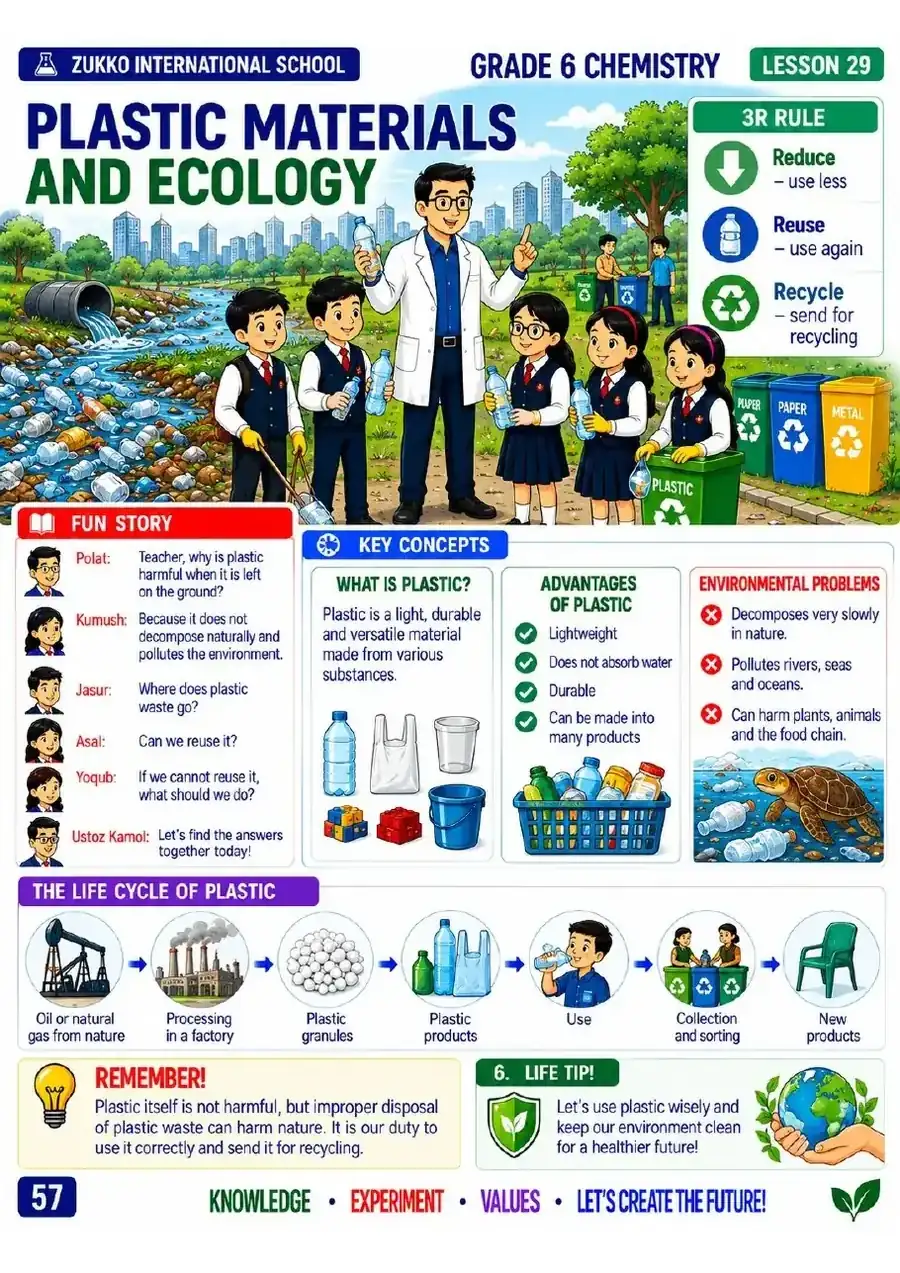 ZUKKO INTERNATIONAL SCHOOL
GRADE 6 CHEMISTRY
LESSON 29
PLASTIC MATERIALS
AND ECOLOGY
3R RULE
Reduce
– use less
Reuse
– use again
Recycle
– send for
recycling
PUAPER
PAPER
METAL
PLASTIC
FUN STORY
Polat: Teacher, why is plastic
harmful when it is left
on the ground?
Kumush: Because it does not
decompose naturally and
pollutes the environment.
Jasur: Where does plastic
waste go?
Asal: Can we reuse it?
Yoqub: If we cannot reuse it,
what should we do?
Ustoz Kamol: Let's find the answers
together today!
KEY CONCEPTS
WHAT IS PLASTIC?
Plastic is a light, durable
and versatile material
made from various
substances.
ADVANTAGES
OF PLASTIC
Lightweight
Does not absorb water
Durable
Can be made into
many products
ENVIRONMENTAL PROBLEMS
Decomposes very slowly
in nature.
Pollutes rivers, seas
and oceans.
Can harm plants, animals
and the food chain.
THE LIFE CYCLE OF PLASTIC
Oil or natural
gas from nature
Processing
in a factory
Plastic
granules
Plastic
products
Use
Collection
and sorting
New
products
REMEMBER!
Plastic itself is not harmful, but improper disposal
of plastic waste can harm nature. It is our duty to
use it correctly and send it for recycling.
6. LIFE TIP!
Let's use plastic wisely and
keep our environment clean
for a healthier future!
57
KNOWLEDGE • EXPERIMENT • VALUES • LET'S CREATE THE FUTURE!